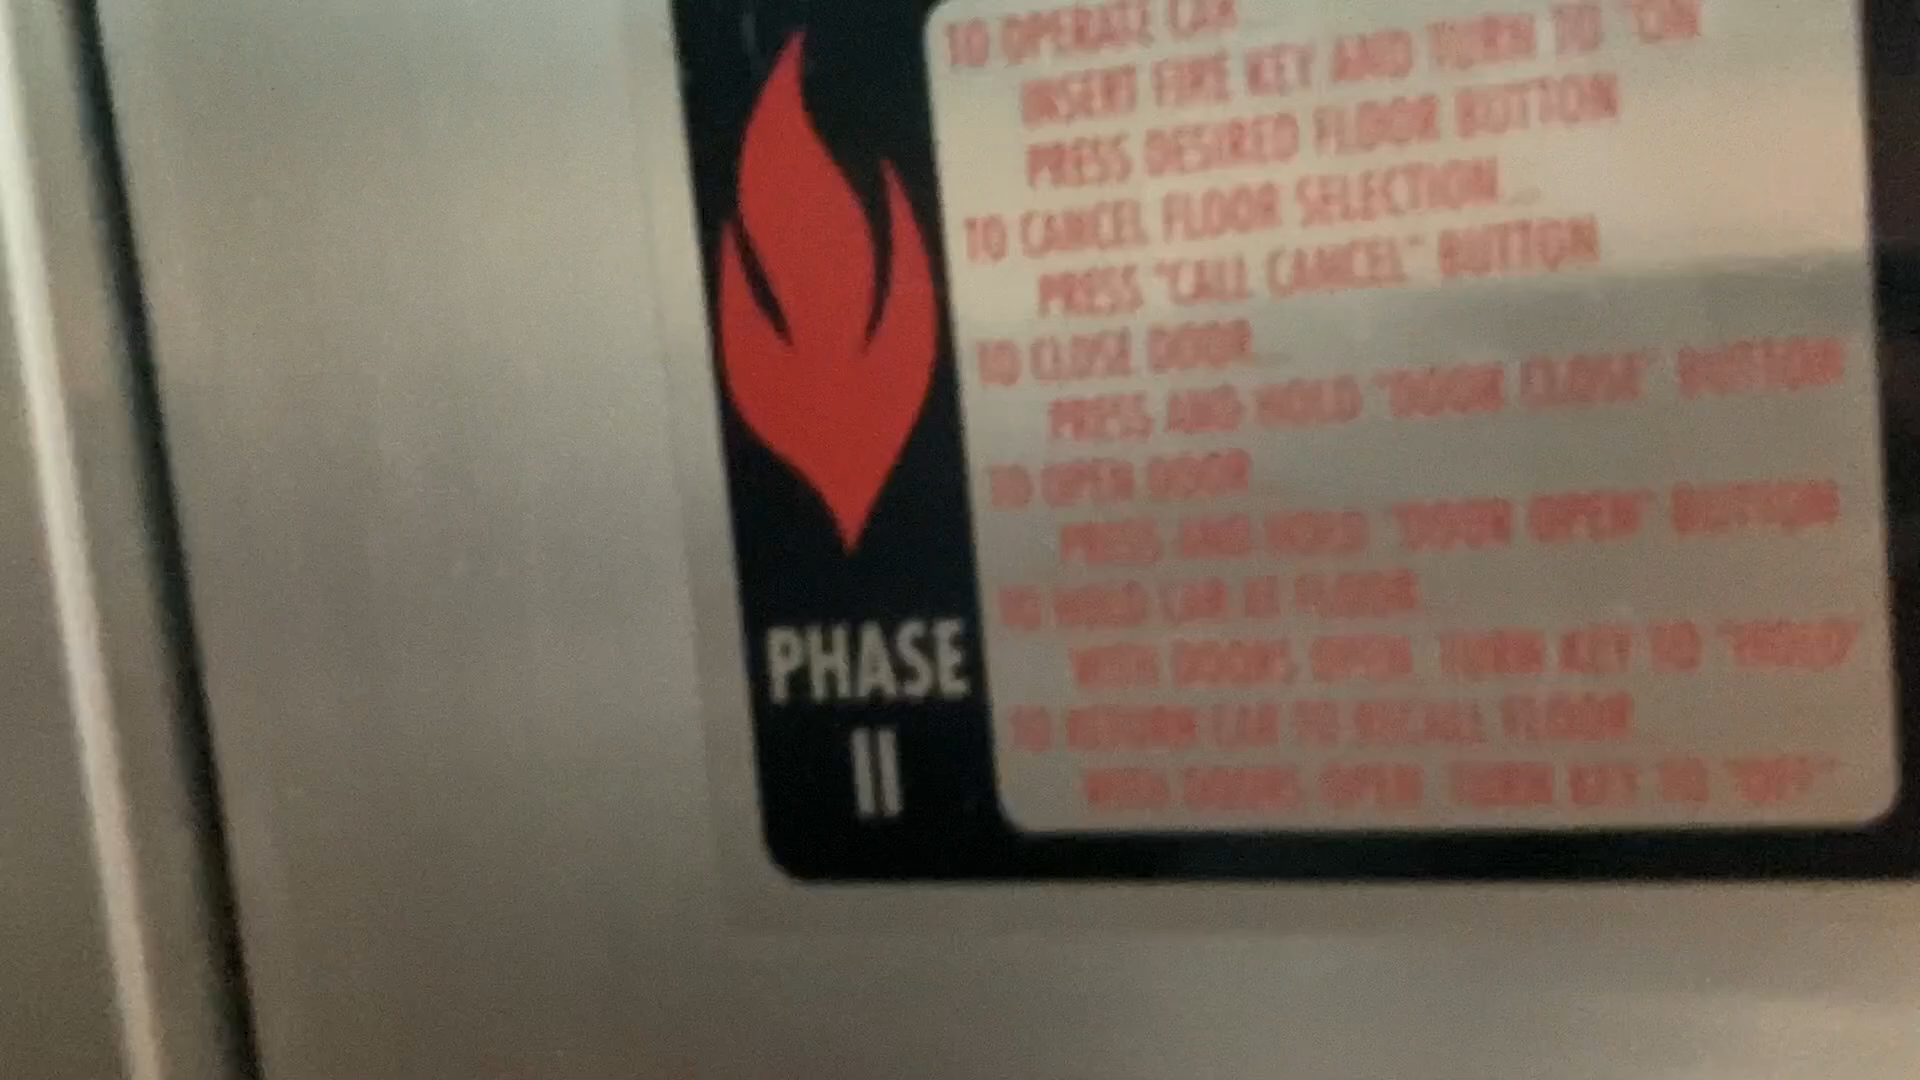 TO OPERATE CAR
INSERT FIRE KEY AND TURN TO "ON
PRESS DESIRED FLOOR BUTTON
TO CANCEL FLOOR SELECTION...
PRESS "CALL CANCEL" BUTTON
TO CLOSE DOOR...
PRESS AND HOLD "DOOR CLOSE" BUTTON
TO OPEN DOOR
PRESS AND HOLD "DOOR OPEN" BUTTON
TO HOLD CAR AT FLOOR
WITH DOORS OPEN, TURN KEY TO "HOLD"
TO RETURN CAR TO RECALL FLOOR
WITH DOORS OPEN, TURN KEY TO "OFF"
PHASE
II